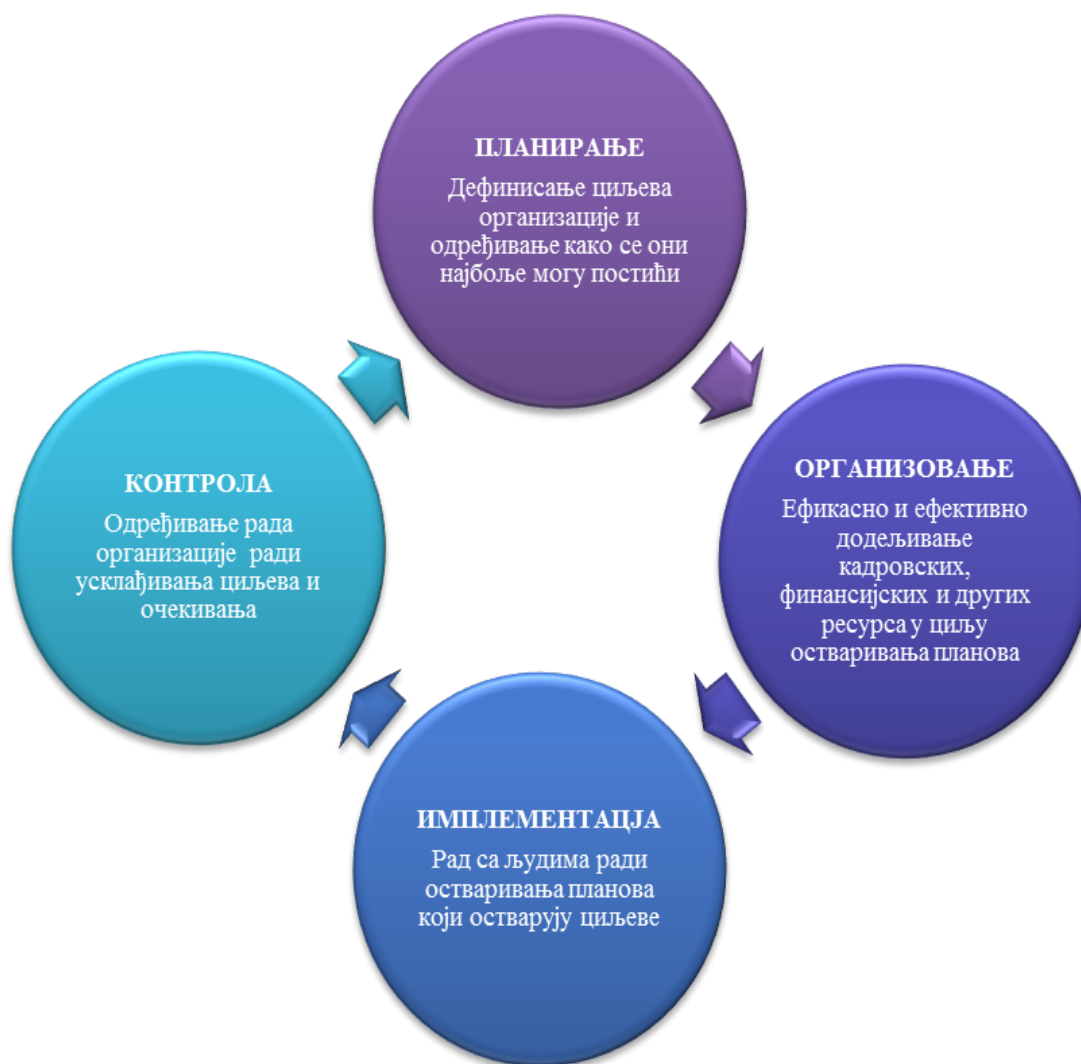 ПЛАНИРАЊЕ
Дефинисање циљева
организације и
одређивање како се они
најбоље могу постићи
ОРГАНИЗОВАЊЕ
Ефикасно и ефективно
додељивање
кадровских,
финансијских и других
ресурса у циљу
остваривања планова
ИМПЛЕМЕНТАЦЈА
Рад са људима ради
остваривања планова
који остварују циљеве
КОНТРОЛА
Одређивање рада
организације ради
усклађивања циљева и
очекивања